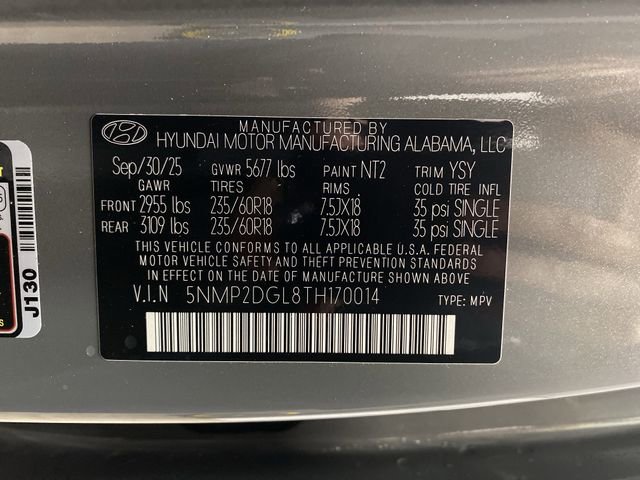 MANUFACTURED BY
HYUNDAI MOTOR MANUFACTURING ALABAMA, LLC
Sep/30/25 GVWR 5677 lbs PAINT NT2 TRIM YSY
GAWR TIRES RIMS COLD TIRE INFL
FRONT 2955 lbs 235/60R18 7.5JX18 35 psi SINGLE
REAR 3109 lbs 235/60R18 7.5JX18 35 psi SINGLE
THIS VEHICLE CONFORMS TO ALL APPLICABLE U.S.A. FEDERAL
MOTOR VEHICLE SAFETY AND THEFT PREVENTION STANDARDS
IN EFFECT ON THE DATE OF MANUFACTURE SHOWN ABOVE
V.I.N 5NMP2DGL8TH170014 TYPE: MPV
J130